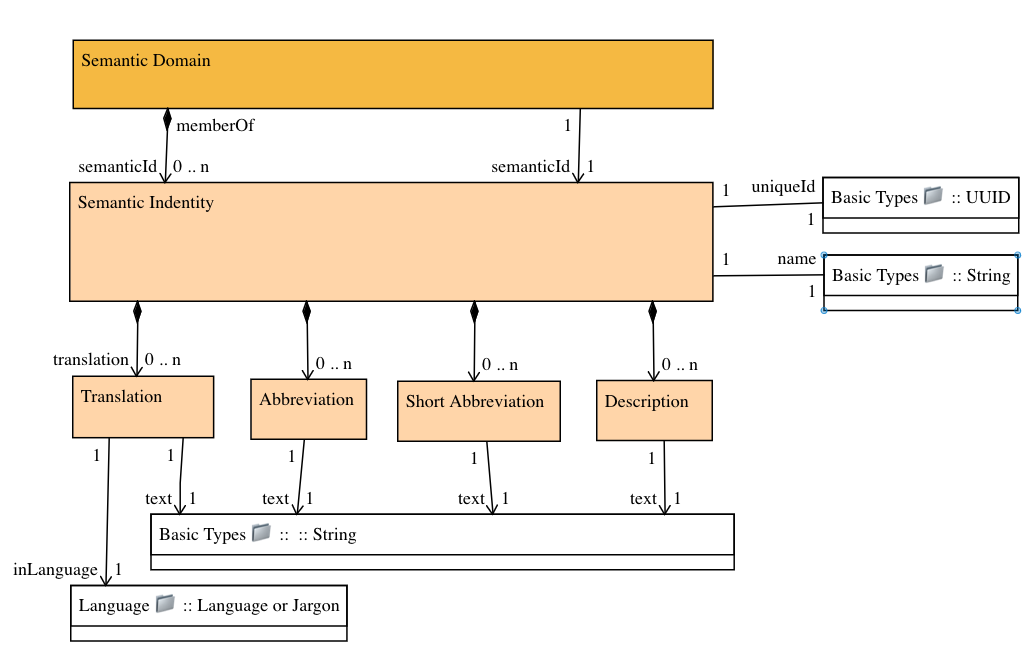 Semantic Domain
memberOf
1
semanticId
0 .. n
semanticId
1
Semantic Indentity
1
uniqueId
1
Basic Types :: UUID
1
name
1
Basic Types :: String
translation
0 .. n
0 .. n
0 .. n
0 .. n
Translation
Abbreviation
Short Abbreviation
Description
1
1
1
1
1
text
1
text
1
text
1
text
1
Basic Types :: :: String
inLanguage
1
Language :: Language or Jargon